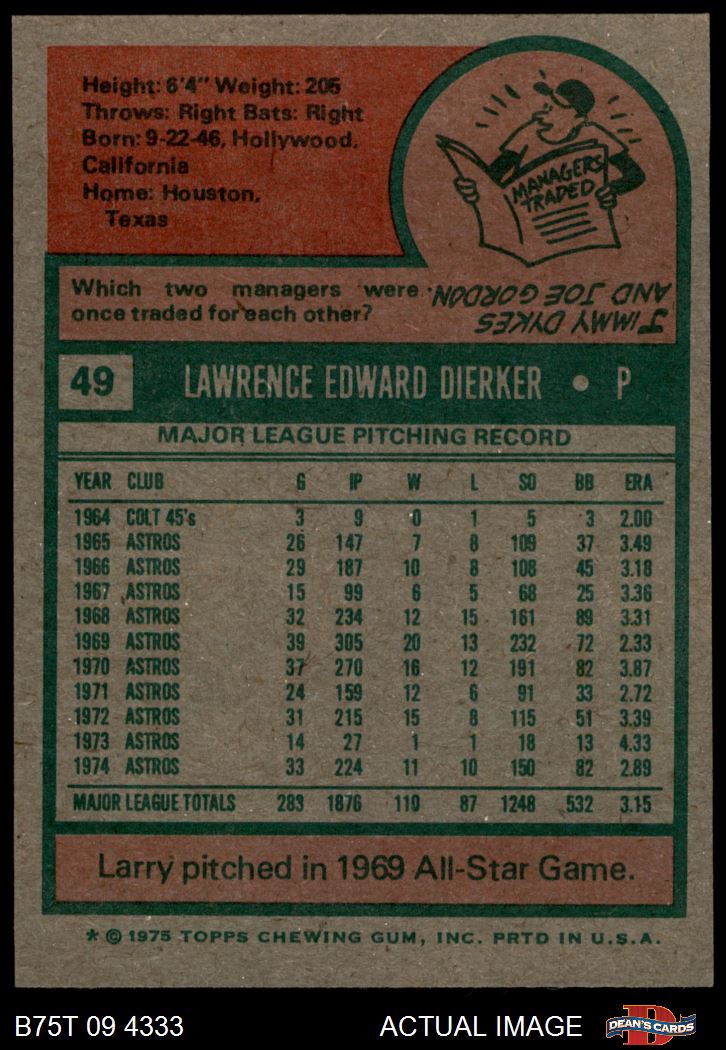 Height: 6'4" Weight: 205
Throws: Right Bats: Right
Born: 9-22-46, Hollywood,
California
Home: Houston,
Texas
MANAGERS
TRADED
Which two managers were
once traded for each other?
JIMMY DYKES
AND JOE GORDON
49 LAWRENCE EDWARD DIERKER • P
MAJOR LEAGUE PITCHING RECORD
YEAR CLUB G IP W L SO BB ERA
1964 COLT 45's 3 9 0 1 5 3 2.00
1965 ASTROS 26 147 7 8 109 37 3.49
1966 ASTROS 29 187 10 8 108 45 3.18
1967 ASTROS 15 99 6 5 68 25 3.36
1968 ASTROS 32 234 12 15 161 89 3.31
1969 ASTROS 39 305 20 13 232 72 2.33
1970 ASTROS 37 270 16 12 191 82 3.87
1971 ASTROS 24 159 12 6 91 33 2.72
1972 ASTROS 31 215 15 8 115 51 3.39
1973 ASTROS 14 27 1 1 18 13 4.33
1974 ASTROS 33 224 11 10 150 82 2.89
MAJOR LEAGUE TOTALS 283 1876 110 87 1248 532 3.15
Larry pitched in 1969 All-Star Game.
* © 1975 TOPPS CHEWING GUM, INC. PRTD IN U.S.A.
B75T 09 4333 ACTUAL IMAGE D DEAN'S CARDS